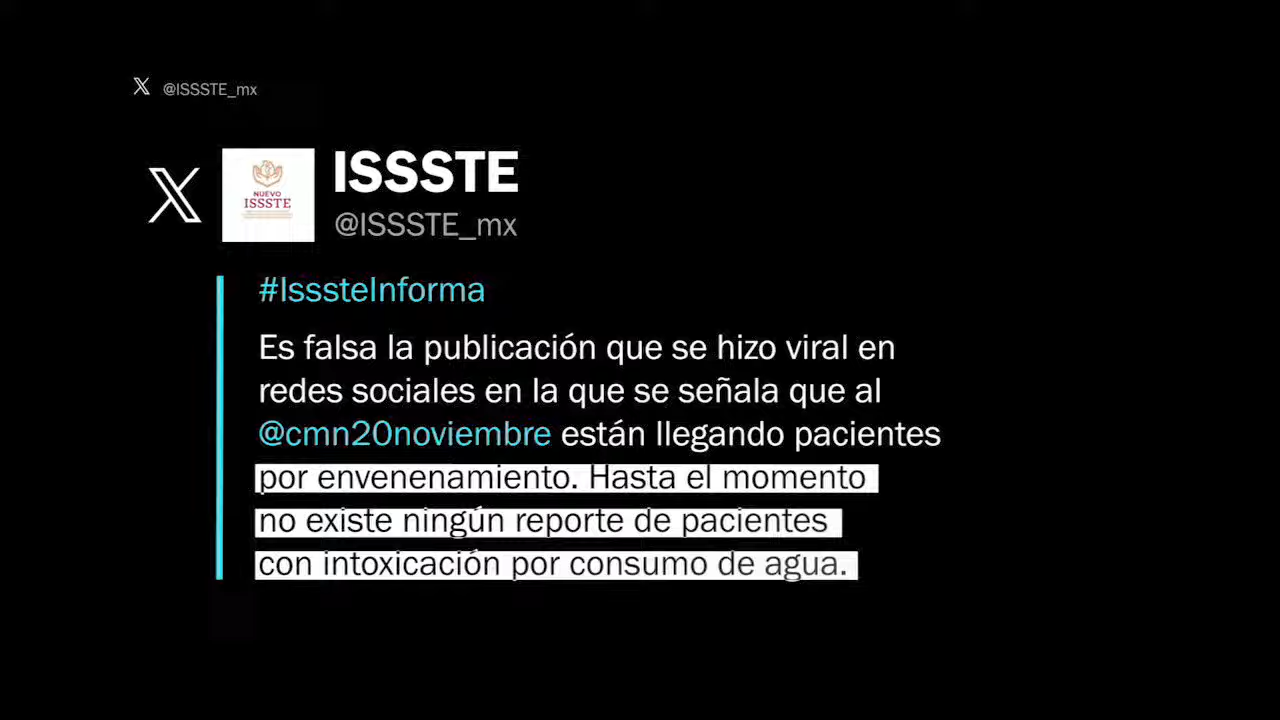 @ISSSTE_mx
ISSSTE
@ISSSTE_mx
NUEVO
ISSSTE
#IsssteInforma
Es falsa la publicación que se hizo viral en
redes sociales en la que se señala que al
@cmn20noviembre están llegando pacientes
por envenenamiento. Hasta el momento
no existe ningún reporte de pacientes
con intoxicación por consumo de agua.